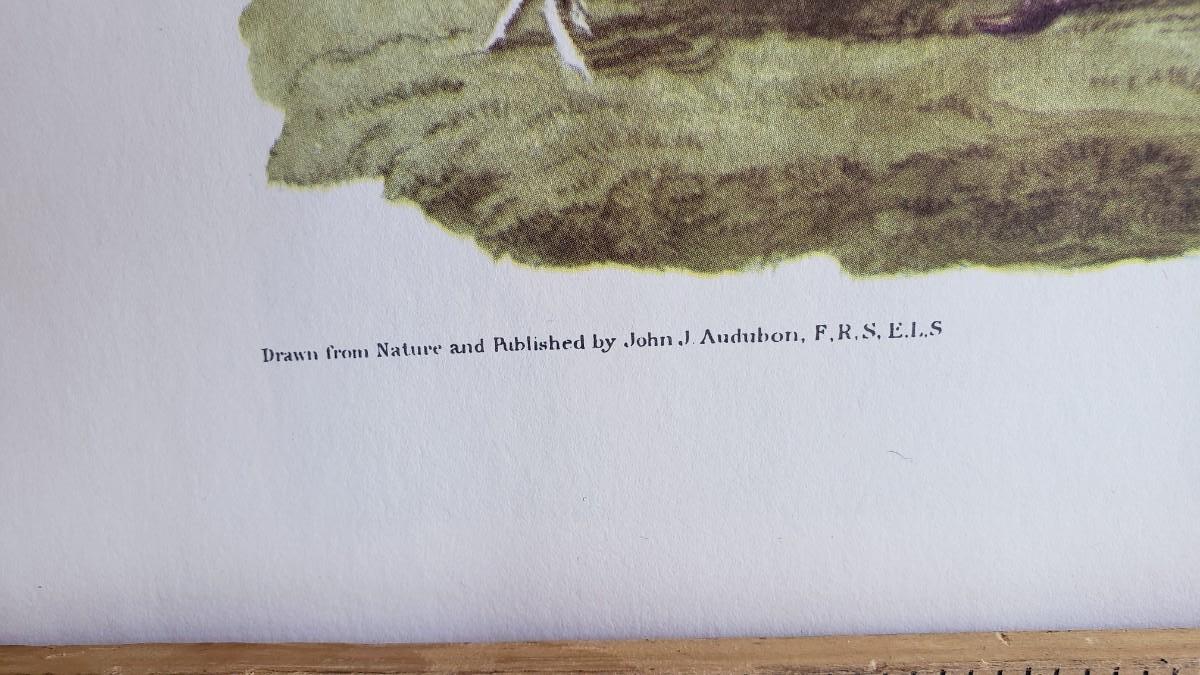 Drawn from Nature and Published by John J. Audubon, F.R.S, E.L.S